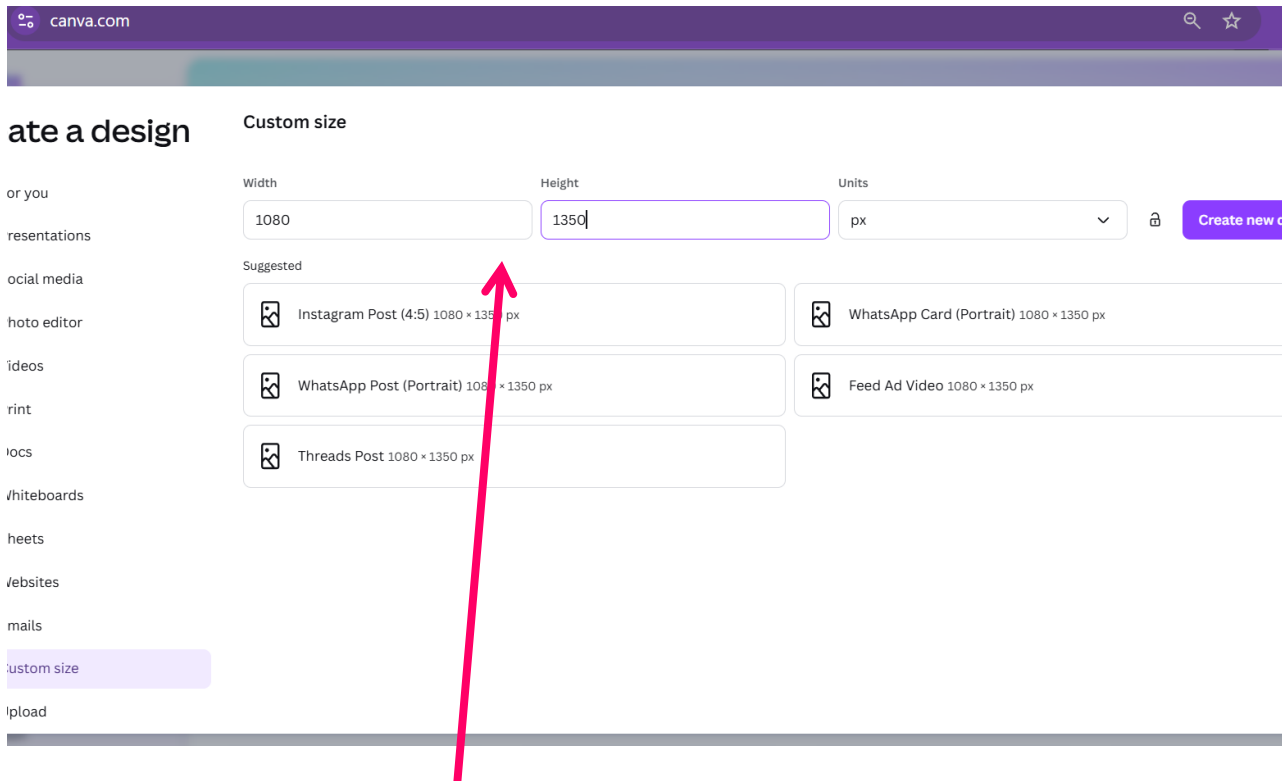 canva.com
ate a design
Custom size
or you
resentations
ocial media
hoto editor
ideos
rint
ocs
hiteboards
heets
ebsites
mails
ustom size
pload
Width Height Units
1080 1350 px Create new
Suggested
Instagram Post (4:5) 1080 × 1350 px WhatsApp Card (Portrait) 1080 × 1350 px
WhatsApp Post (Portrait) 1080 × 1350 px Feed Ad Video 1080 × 1350 px
Threads Post 1080 × 1350 px